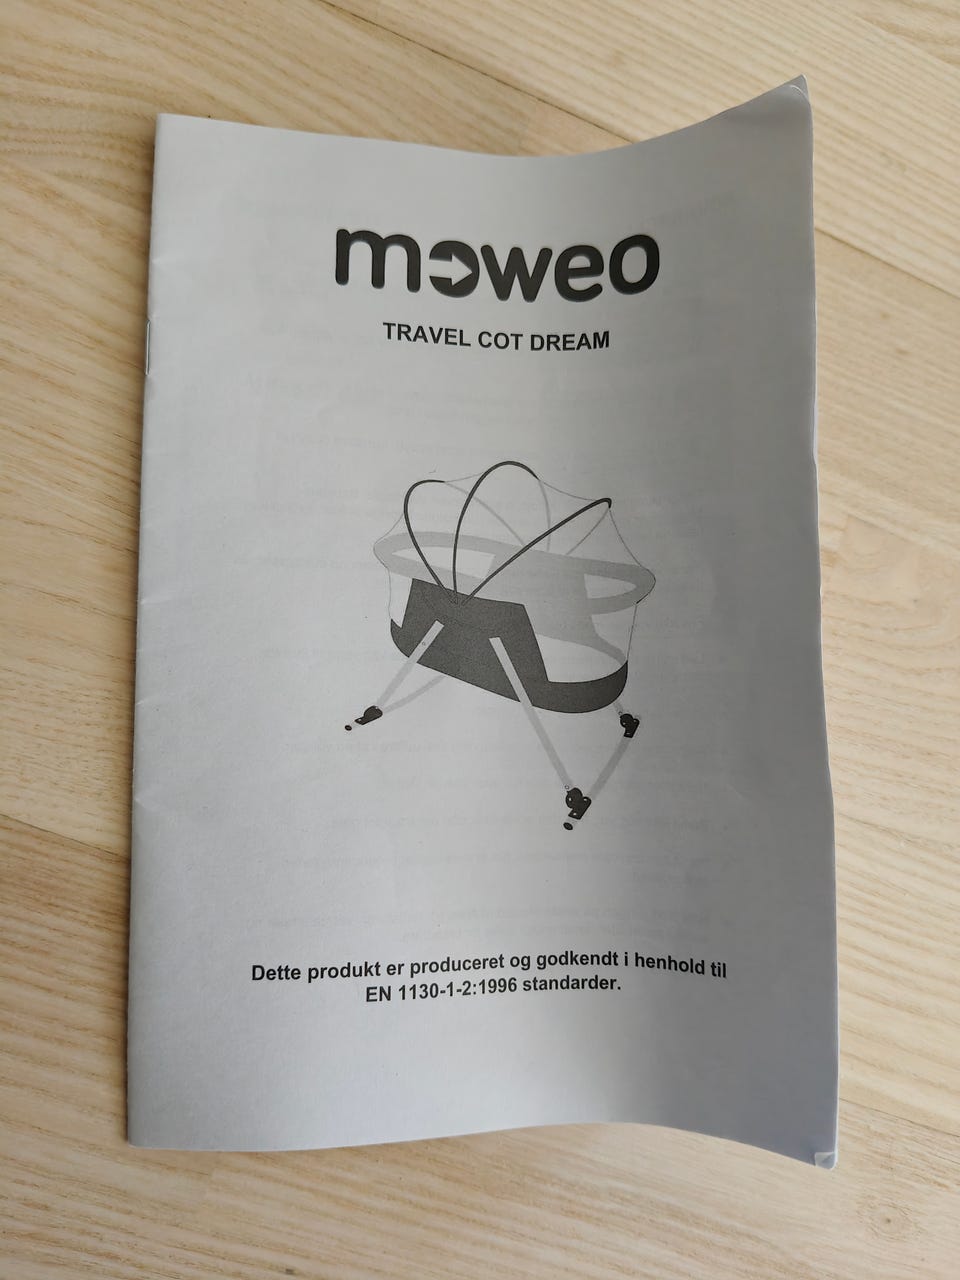 moweo
TRAVEL COT DREAM
Dette produkt er produceret og godkendt i henhold til
EN 1130-1-2:1996 standarder.